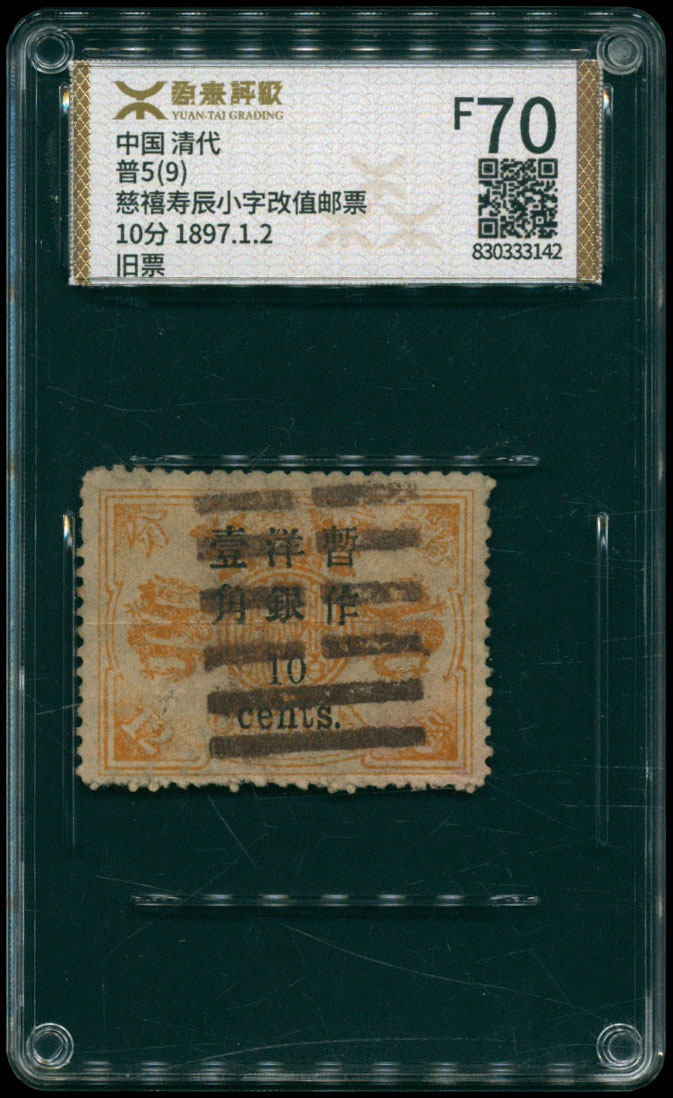 源泰評級
YUAN-TAI GRADING
F70
中国 清代
普5(9)
慈禧寿辰小字改值邮票
10分 1897.1.2
旧票
830333142
暫作
洋銀
壹角
10
cents.
12